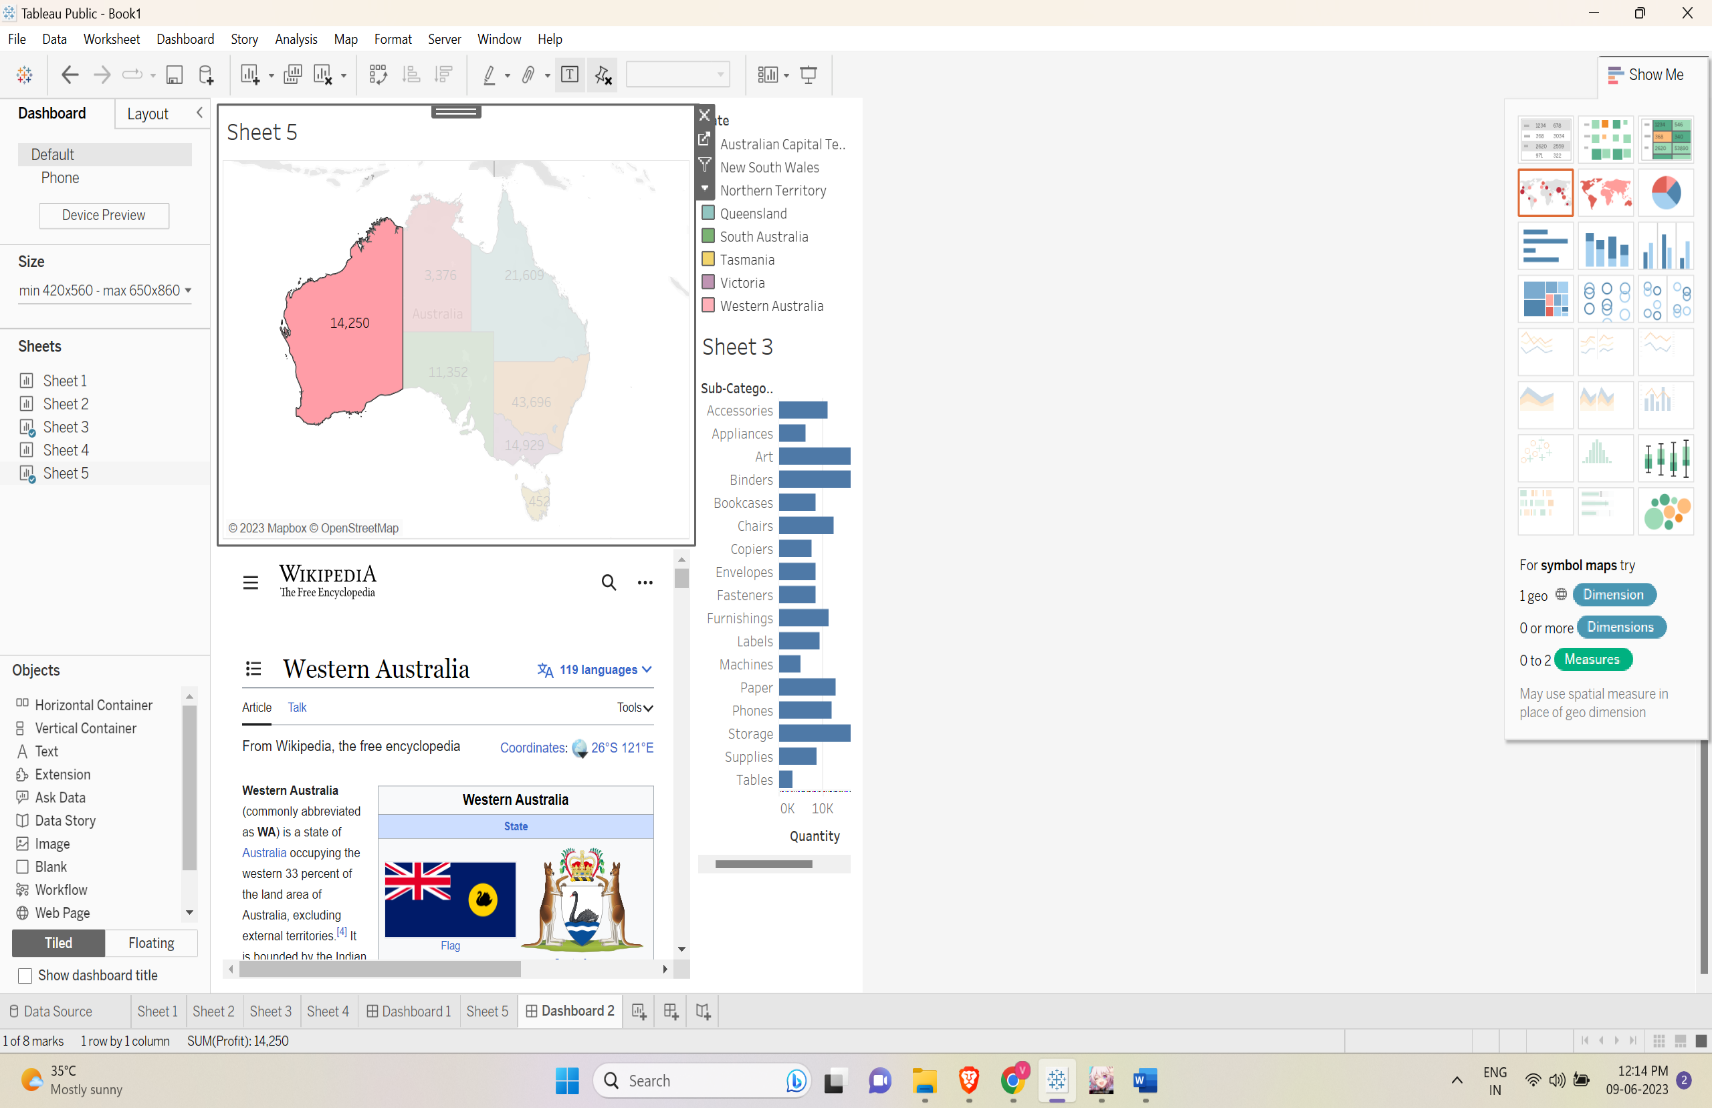 Tableau Public - Book1
File Data Worksheet Dashboard Story Analysis Map Format Server Window Help
Show Me
Dashboard Layout
Default
Phone
Device Preview
Size
min 420x560 - max 650x860
Sheets
Sheet 1
Sheet 2
Sheet 3
Sheet 4
Sheet 5
Objects
Horizontal Container
Vertical Container
Text
Extension
Ask Data
Data Story
Image
Blank
Workflow
Web Page
Tiled Floating
Show dashboard title
Sheet 5
3,376
21,609
Australia
14,250
11,352
43,696
14,929
452
© 2023 Mapbox © OpenStreetMap
Australian Capital Te..
New South Wales
Northern Territory
Queensland
South Australia
Tasmania
Victoria
Western Australia
Sheet 3
Sub-Catego..
Accessories
Appliances
Art
Binders
Bookcases
Chairs
Copiers
Envelopes
Fasteners
Furnishings
Labels
Machines
Paper
Phones
Storage
Supplies
Tables
0K 10K
Quantity
WIKIPEDIA
The Free Encyclopedia
Western Australia 119 languages
Article Talk Tools
From Wikipedia, the free encyclopedia Coordinates: 26°S 121°E
Western Australia
(commonly abbreviated
as WA) is a state of
Australia occupying the
western 33 percent of
the land area of
Australia, excluding
external territories.[4] It
is bounded by the Indian
Western Australia
State
Flag
For symbol maps try
1 geo Dimension
0 or more Dimensions
0 to 2 Measures
May use spatial measure in
place of geo dimension
Data Source Sheet 1 Sheet 2 Sheet 3 Sheet 4 Dashboard 1 Sheet 5 Dashboard 2
1 of 8 marks 1 row by 1 column SUM(Profit): 14,250
35°C
Mostly sunny
Search
ENG
IN
12:14 PM
09-06-2023
2